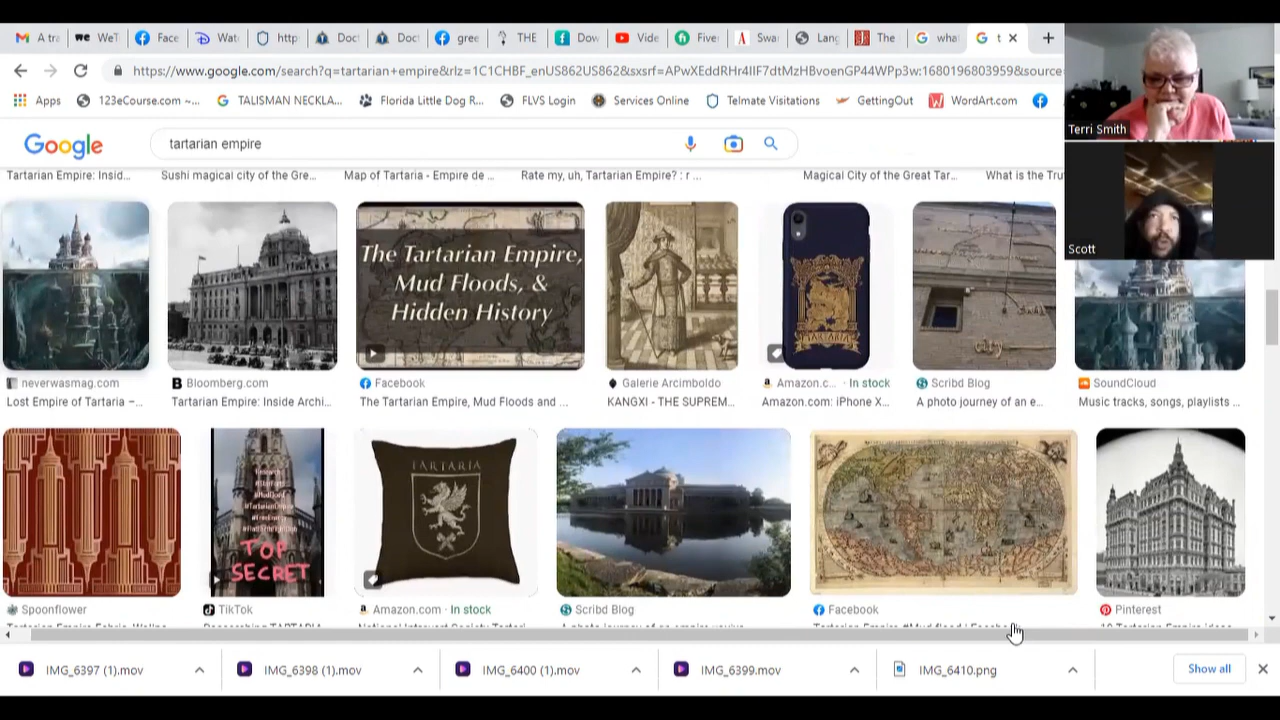 A tra
we WeT
Face
Wat
http
Doc
Doc
gree
THE
Dow
Vide
Five
Swa
Lang
The
wha
t
https://www.google.com/search?q=tartarian+empire&rlz=1C1CHBF_enUS862US862&sxsrf=APwXEddRHr4IIF7dtMzHBvoenGP44WPp3w:1680196803959&source
Apps
123eCourse.com ~...
TALISMAN NECKLA...
Florida Little Dog R...
FLVS Login
Services Online
Telmate Visitations
GettingOut
WordArt.com
Terri Smith
Google
tartarian empire
Tartarian Empire: Insid...
Sushi magical city of the Gre...
Map of Tartaria - Empire de ...
Rate my, uh, Tartarian Empire? : r ...
Magical City of the Great Tar...
What is the Tru
Scott
The Tartarian Empire,
Mud Floods, &
Hidden History
TARTARIA
city
neverwasmag.com
Bloomberg.com
Facebook
Galerie Arcimboldo
Amazon.c... · In stock
Scribd Blog
SoundCloud
Lost Empire of Tartaria –...
Tartarian Empire: Inside Archi...
The Tartarian Empire, Mud Floods and ...
KANGXI - THE SUPREM...
Amazon.com: iPhone X...
A photo journey of an e...
Music tracks, songs, playlists ...
TOP
SECRET
TARTARIA
Spoonflower
TikTok
Amazon.com · In stock
Scribd Blog
Facebook
Pinterest
IMG_6397 (1).mov
IMG_6398 (1).mov
IMG_6400 (1).mov
IMG_6399.mov
IMG_6410.png
Show all